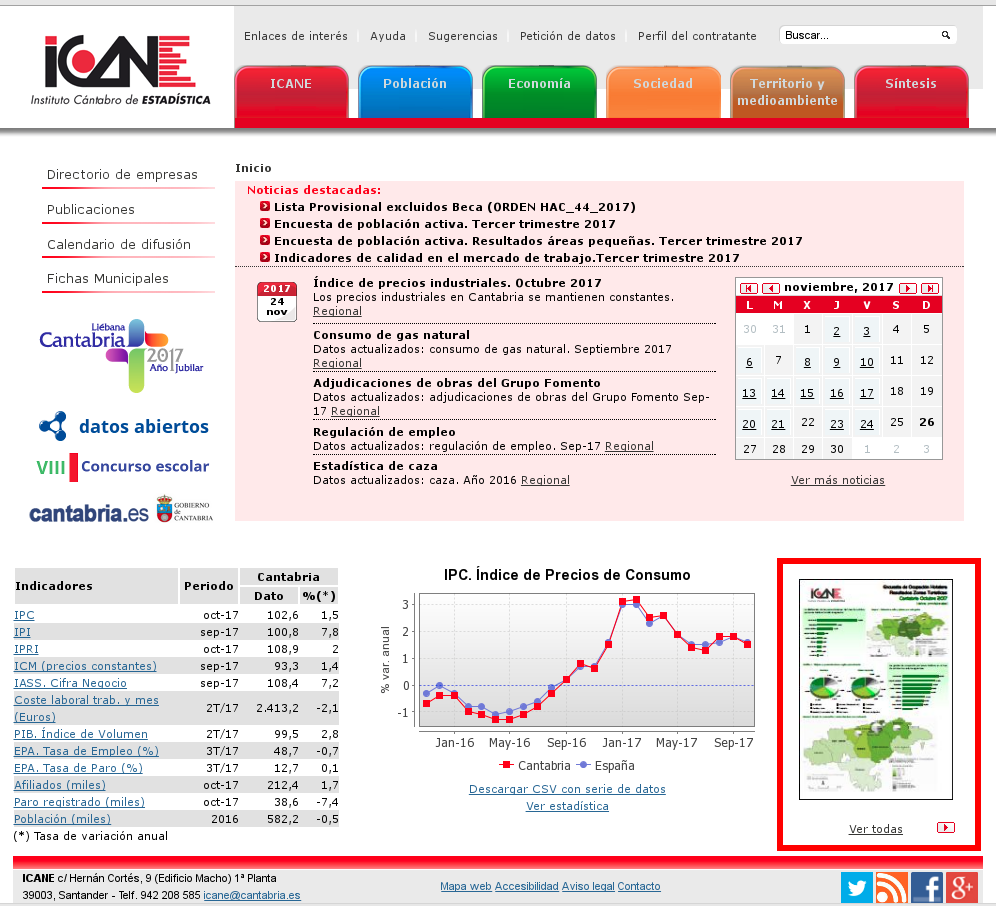 Enlaces de interés
Ayuda
Sugerencias
Petición de datos
Perfil del contratante
Buscar...
ICANE
Instituto Cántabro de ESTADÍSTICA
ICANE
Población
Economía
Sociedad
Territorio y
medioambiente
Síntesis
Directorio de empresas
Publicaciones
Calendario de difusión
Fichas Municipales
Liébana
Cantabria
2017
Año Jubilar
datos abiertos
VIII Concurso escolar
cantabria.es
GOBIERNO
de
CANTABRIA
Inicio
Noticias destacadas:
Lista Provisional excluidos Beca (ORDEN HAC_44_2017)
Encuesta de población activa. Tercer trimestre 2017
Encuesta de población activa. Resultados áreas pequeñas. Tercer trimestre 2017
Indicadores de calidad en el mercado de trabajo.Tercer trimestre 2017
2017
24
nov
Índice de precios industriales. Octubre 2017
Los precios industriales en Cantabria se mantienen constantes.
Regional
Consumo de gas natural
Datos actualizados: consumo de gas natural. Septiembre 2017
Regional
Adjudicaciones de obras del Grupo Fomento
Datos actualizados: adjudicaciones de obras del Grupo Fomento Sep-
17 Regional
Regulación de empleo
Datos actualizados: regulación de empleo. Sep-17 Regional
Estadística de caza
Datos actualizados: caza. Año 2016 Regional
noviembre, 2017
L M X J V S D
30 31 1 2 3 4 5
6 7 8 9 10 11 12
13 14 15 16 17 18 19
20 21 22 23 24 25 26
27 28 29 30 1 2 3
Ver más noticias
Indicadores Periodo Cantabria
Dato %(*)
IPC oct-17 102,6 1,5
IPI sep-17 100,8 7,8
IPRI oct-17 108,9 2
ICM (precios constantes) sep-17 93,3 1,4
IASS. Cifra Negocio sep-17 108,4 7,2
Coste laboral trab. y mes
(Euros) 2T/17 2.413,2 -2,1
PIB. Índice de Volumen 2T/17 99,5 2,8
EPA. Tasa de Empleo (%) 3T/17 48,7 -0,7
EPA. Tasa de Paro (%) 3T/17 12,7 0,1
Afiliados (miles) oct-17 212,4 1,7
Paro registrado (miles) oct-17 38,6 -7,4
Población (miles) 2016 582,2 -0,5
(*) Tasa de variación anual
IPC. Índice de Precios de Consumo
% var. anual
3
2
1
0
-1
Jan-16 May-16 Sep-16 Jan-17 May-17 Sep-17
Cantabria España
Descargar CSV con serie de datos
Ver estadística
ICANE
Encuesta de Ocupación Hotelera
Resultados Zonas Turísticas
Cantabria Octubre 2017
Ver todas
ICANE c/ Hernán Cortés, 9 (Edificio Macho) 1ª Planta
39003, Santander - Telf. 942 208 585 icane@cantabria.es
Mapa web Accesibilidad Aviso legal Contacto